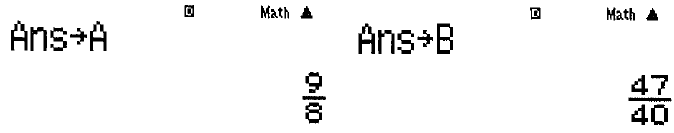 D Math ▲ D Math ▲
Ans→A Ans→B
9/8 47/40